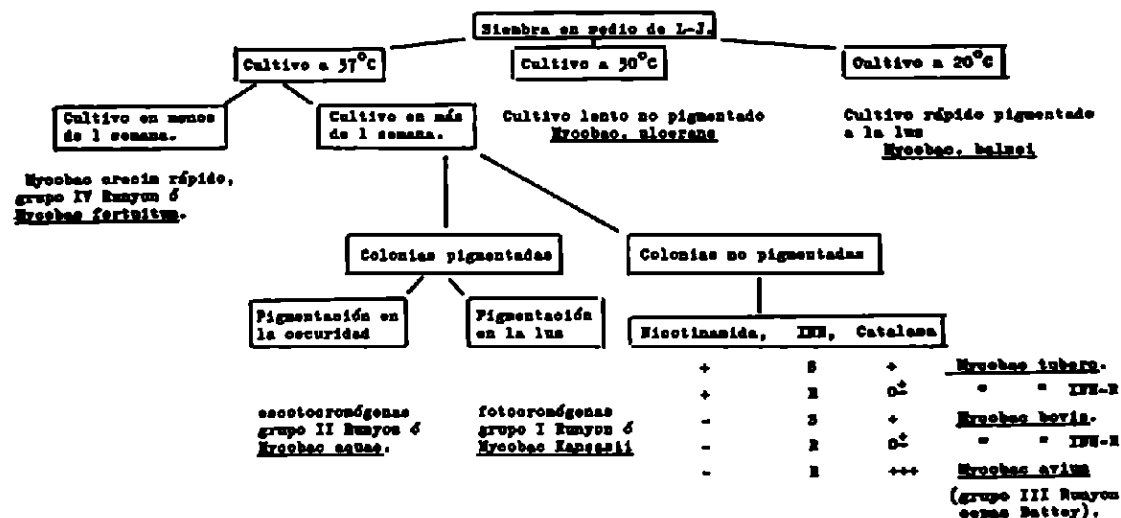 Siembra en medio de L-J.
Cultivo a 37°C
Cultivo a 30°C
Cultivo a 20°C
Cultivo en menos
de 1 semana.
Cultivo en más
de 1 semana.
Cultivo lento no pigmentado
Mycobac. ulcerans
Cultivo rápido pigmentado
a la luz
Mycobac. balnei
Mycobac crecim rápido,
grupo IV Runyon ó
Mycobac fortuitum.
Colonias pigmentadas
Colonias no pigmentadas
Pigmentación en
la oscuridad
Pigmentación
en la luz
Nicotinamida, INH, Catalasa
+ S + Mycobac tuberc.
+ R 0± " " INH-R
- S + Mycobac bovis.
- R 0± " " INH-R
- R +++ Mycobac avium
(grupo III Runyon
cepas Battey).
escotocromógenas
grupo II Runyon ó
Mycobac aquae.
fotocromógenas
grupo I Runyon ó
Mycobac Kansasii